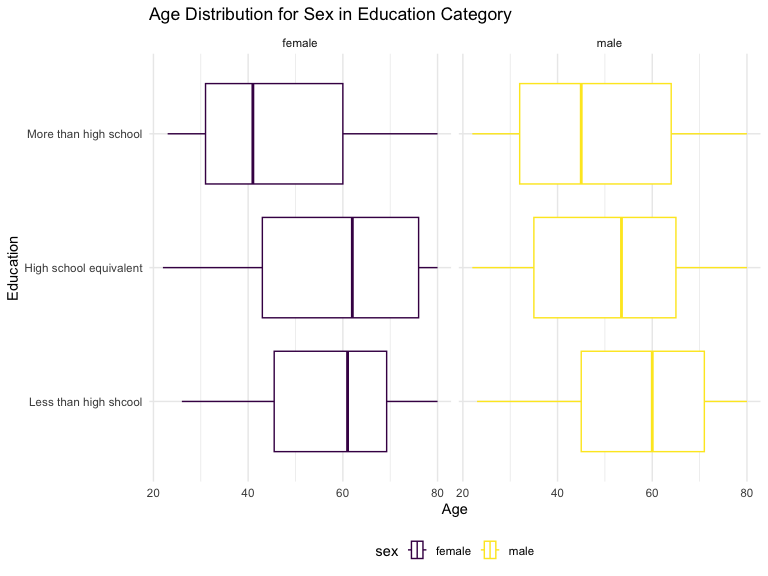 Age Distribution for Sex in Education Category
female male
More than high school
High school equivalent
Less than high shcool
Education
20 40 60 80 20 40 60 80
Age
sex female male